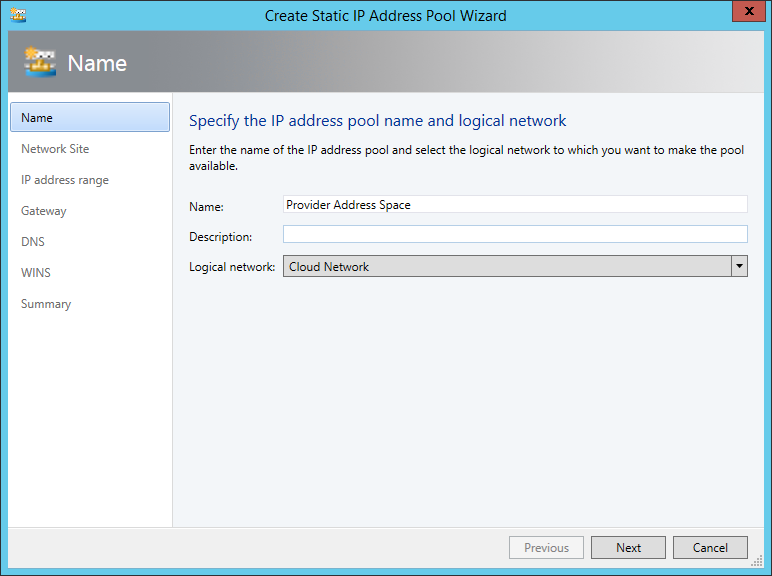 Create Static IP Address Pool Wizard
x
Name
Name
Network Site
IP address range
Gateway
DNS
WINS
Summary
Specify the IP address pool name and logical network
Enter the name of the IP address pool and select the logical network to which you want to make the pool
available.
Name: Provider Address Space
Description:
Logical network: Cloud Network
Previous Next Cancel